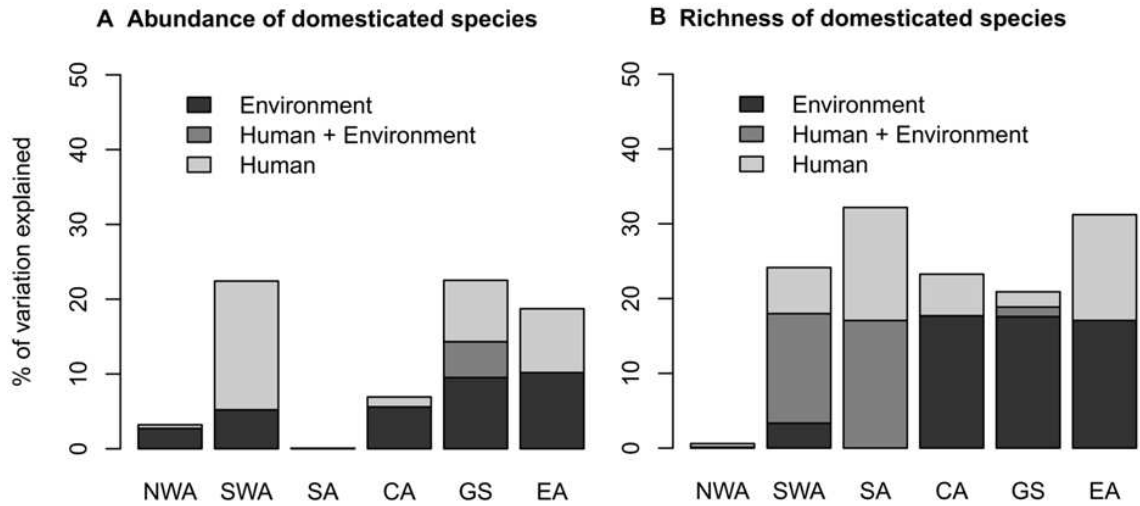 A Abundance of domesticated species
B Richness of domesticated species
% of variation explained
50
40
30
20
10
0
Environment
Human + Environment
Human
NWA SWA SA CA GS EA
50
40
30
20
10
0
Environment
Human + Environment
Human
NWA SWA SA CA GS EA